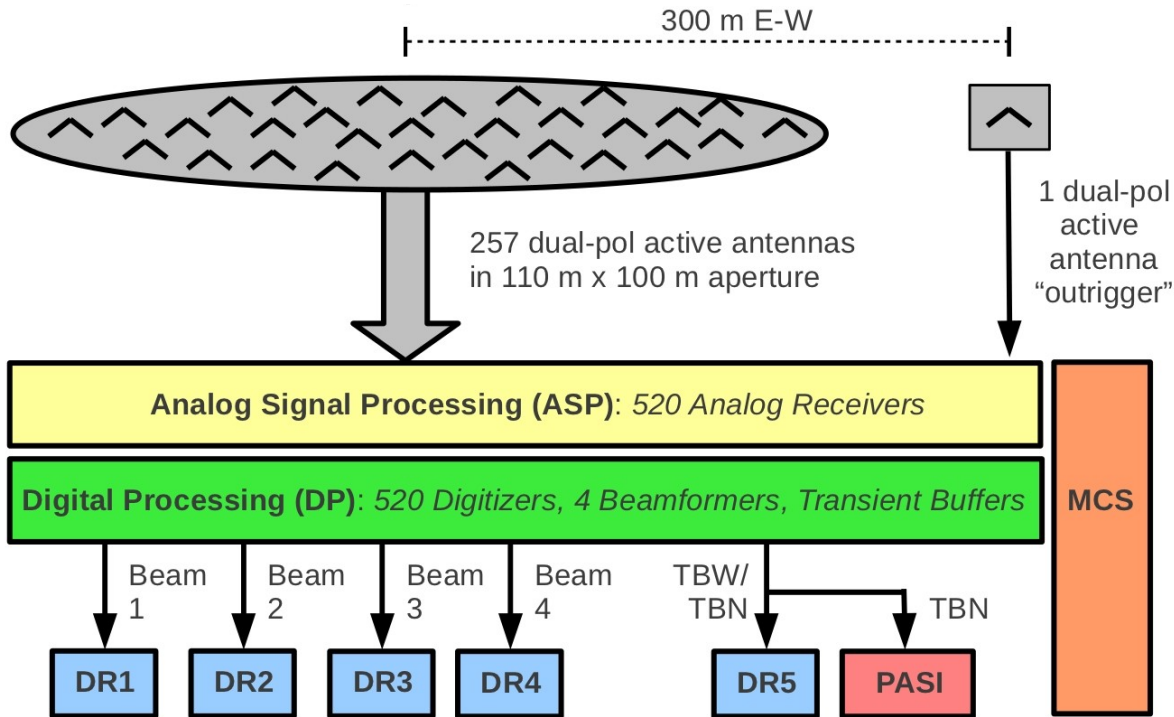 300 m E-W
257 dual-pol active antennas
in 110 m x 100 m aperture
1 dual-pol
active
antenna
“outrigger”
Analog Signal Processing (ASP): 520 Analog Receivers
Digital Processing (DP): 520 Digitizers, 4 Beamformers, Transient Buffers
MCS
Beam
1
Beam
2
Beam
3
Beam
4
TBW/
TBN
TBN
DR1
DR2
DR3
DR4
DR5
PASI